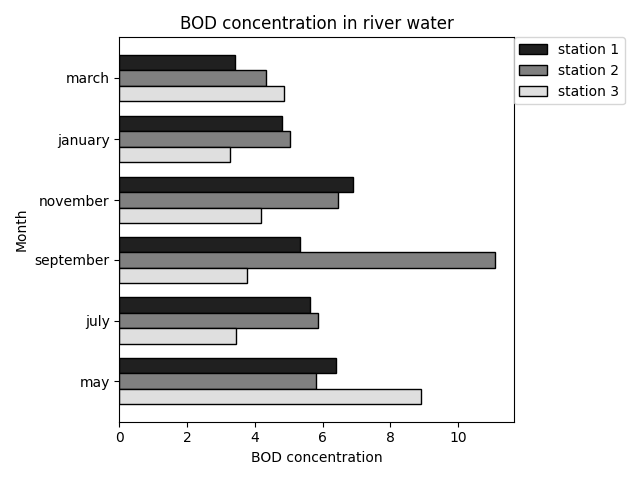 BOD concentration in river water
station 1
station 2
station 3
march
january
november
september
july
may
Month
0 2 4 6 8 10
BOD concentration